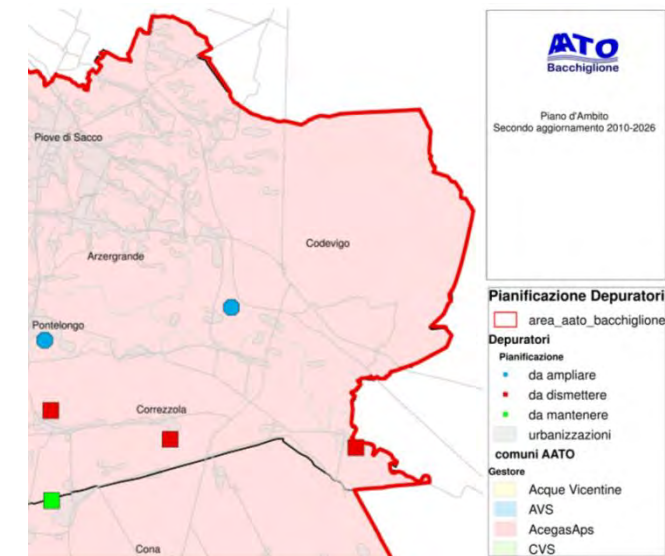 Piove di Sacco
Arzergrande
Codevigo
Pontelongo
Correzzola
Cona
AATO
Bacchiglione
Piano d'Ambito
Secondo aggiornamento 2010-2026
Pianificazione Depuratori
area_aato_bacchiglione
Depuratori
Pianificazione
da ampliare
da dismettere
da mantenere
urbanizzazioni
comuni AATO
Gestore
Acque Vicentine
AVS
AcegasAps
CVS